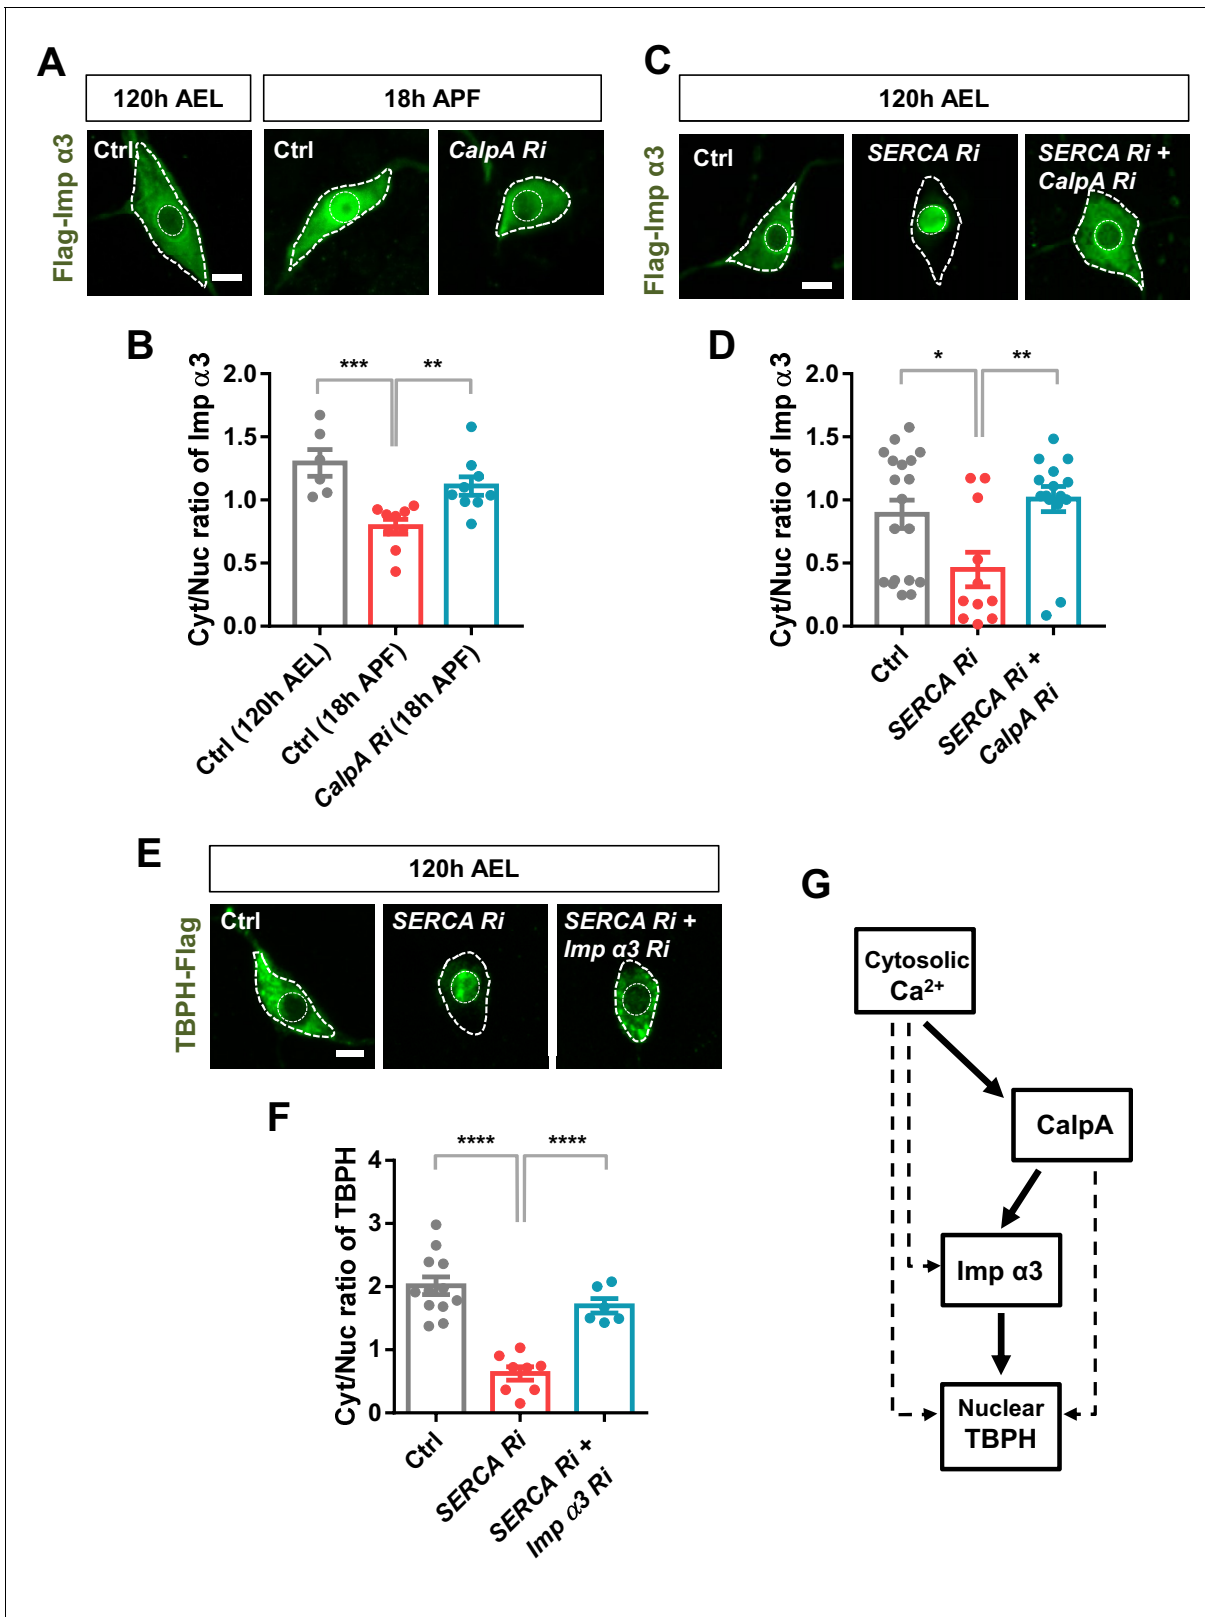 A
120h AEL
18h APF
Flag-Imp α3
Ctrl
Ctrl
CalpA Ri
B
Cyt/Nuc ratio of Imp α3
2.0
1.5
1.0
0.5
0.0
***
**
Ctrl (120h AEL)
Ctrl (18h APF)
CalpA Ri (18h APF)
C
120h AEL
Flag-Imp α3
Ctrl
SERCA Ri
SERCA Ri +
CalpA Ri
D
Cyt/Nuc ratio of Imp α3
2.0
1.5
1.0
0.5
0.0
*
**
Ctrl
SERCA Ri
SERCA Ri +
CalpA Ri
E
120h AEL
TBPH-Flag
Ctrl
SERCA Ri
SERCA Ri +
Imp α3 Ri
F
Cyt/Nuc ratio of TBPH
4
3
2
1
0
****
****
Ctrl
SERCA Ri
SERCA Ri +
Imp α3 Ri
G
Cytosolic
Ca²⁺
CalpA
Imp α3
Nuclear
TBPH